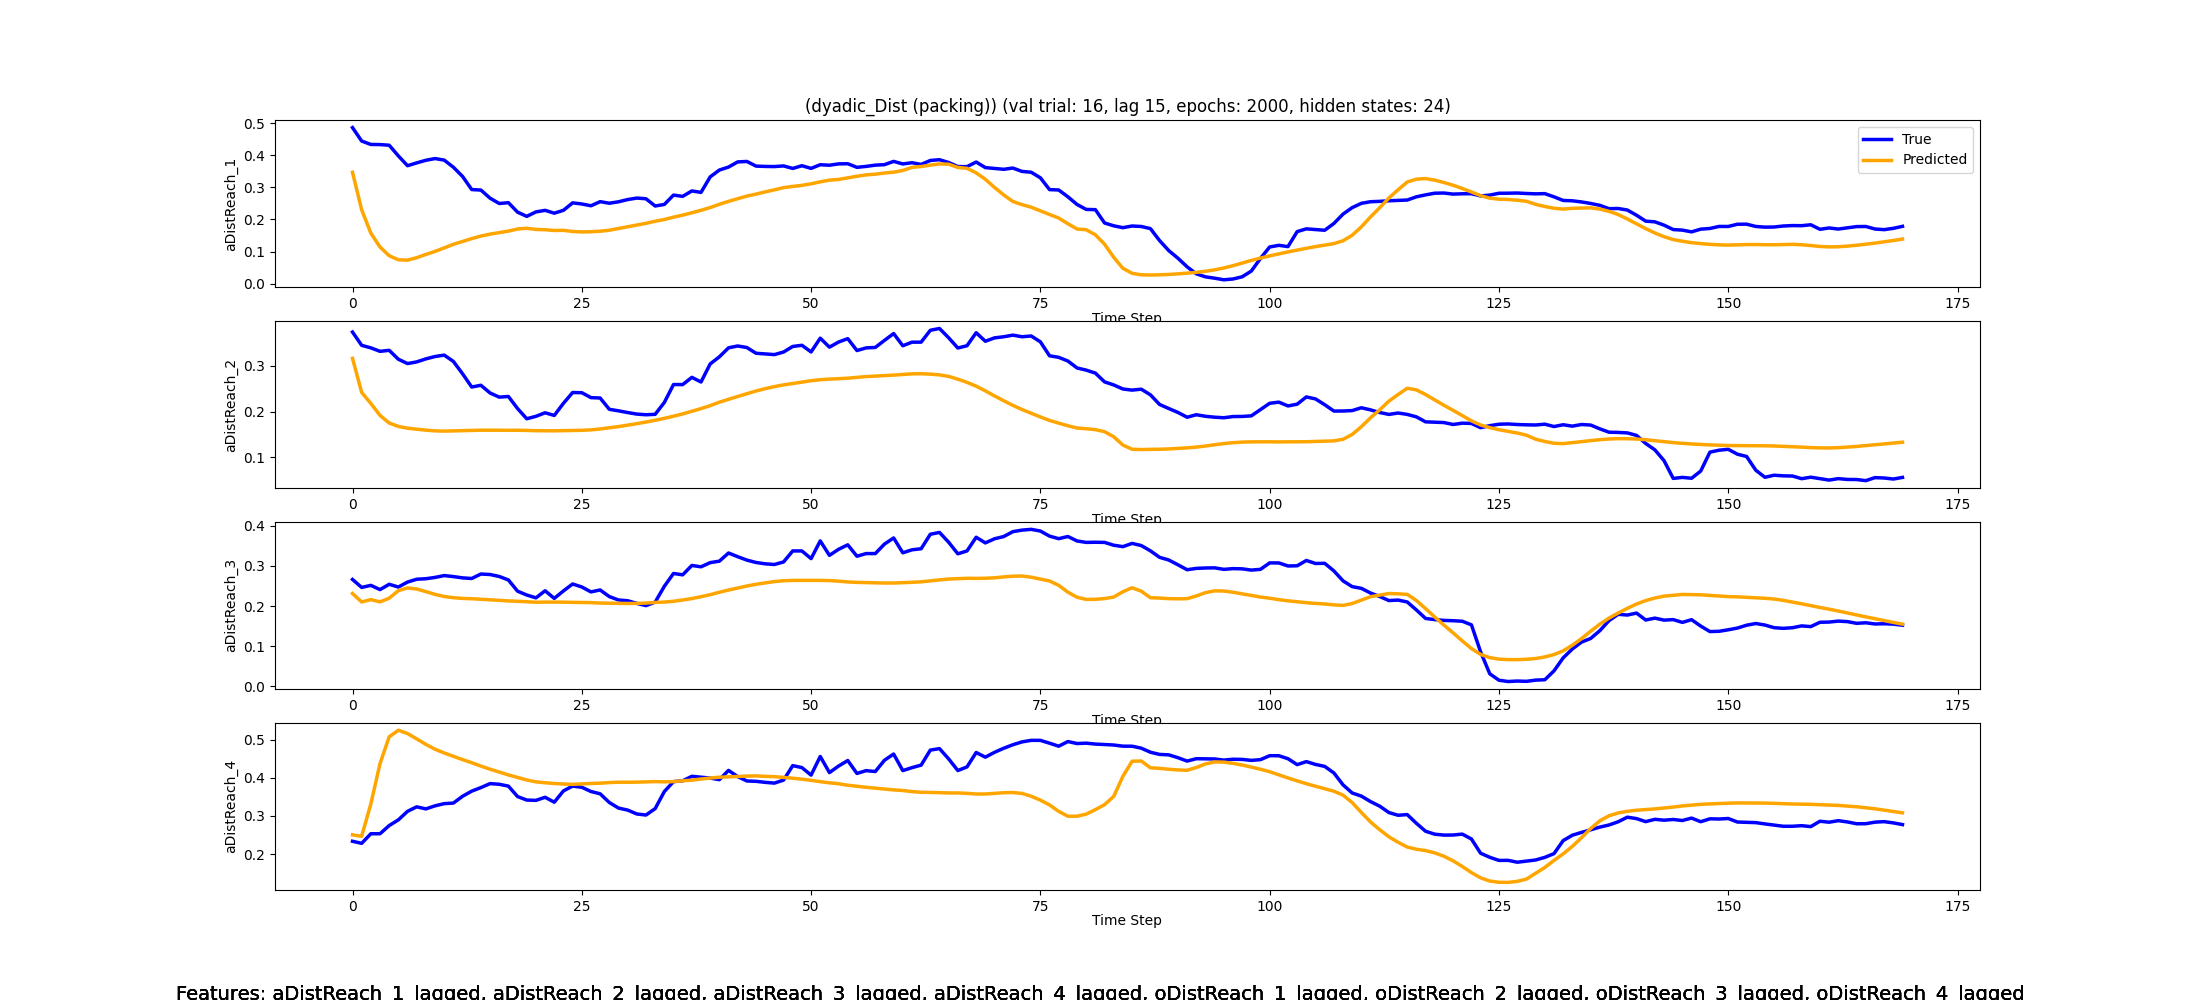 (dyadic_Dist (packing)) (val trial: 16, lag 15, epochs: 2000, hidden states: 24)
True
Predicted
aDistReach_1
0.5
0.4
0.3
0.2
0.1
0.0
0 25 50 75 100 125 150 175
Time Step
aDistReach_2
0.3
0.2
0.1
0 25 50 75 100 125 150 175
Time Step
aDistReach_3
0.4
0.3
0.2
0.1
0.0
0 25 50 75 100 125 150 175
Time Step
aDistReach_4
0.5
0.4
0.3
0.2
0 25 50 75 100 125 150 175
Time Step
Features: aDistReach_1_lagged, aDistReach_2_lagged, aDistReach_3_lagged, aDistReach_4_lagged, oDistReach_1_lagged, oDistReach_2_lagged, oDistReach_3_lagged, oDistReach_4_lagged